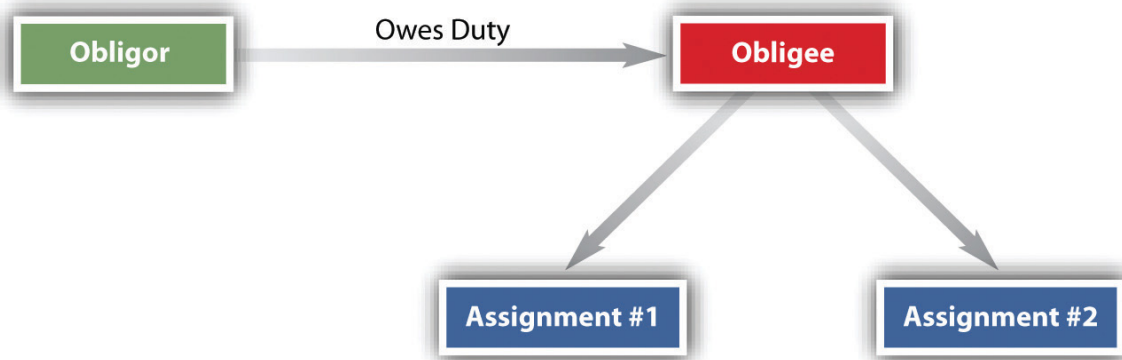 Owes Duty
Obligor
Obligee
Assignment #1
Assignment #2